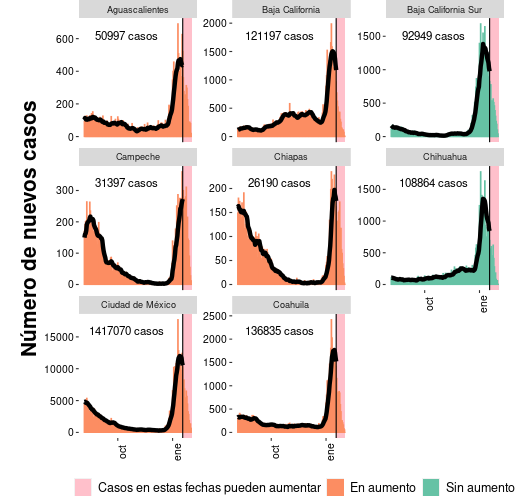 Número de nuevos casos
Aguascalientes
50997 casos
600
400
200
0
Baja California
121197 casos
2000
1500
1000
500
0
Baja California Sur
92949 casos
1500
1000
500
0
Campeche
31397 casos
300
200
100
0
Chiapas
26190 casos
200
150
100
50
0
Chihuahua
108864 casos
1500
1000
500
0
oct
ene
Ciudad de México
1417070 casos
15000
10000
5000
0
oct
ene
Coahuila
136835 casos
2500
2000
1500
1000
500
0
oct
ene
Casos en estas fechas pueden aumentar
En aumento
Sin aumento